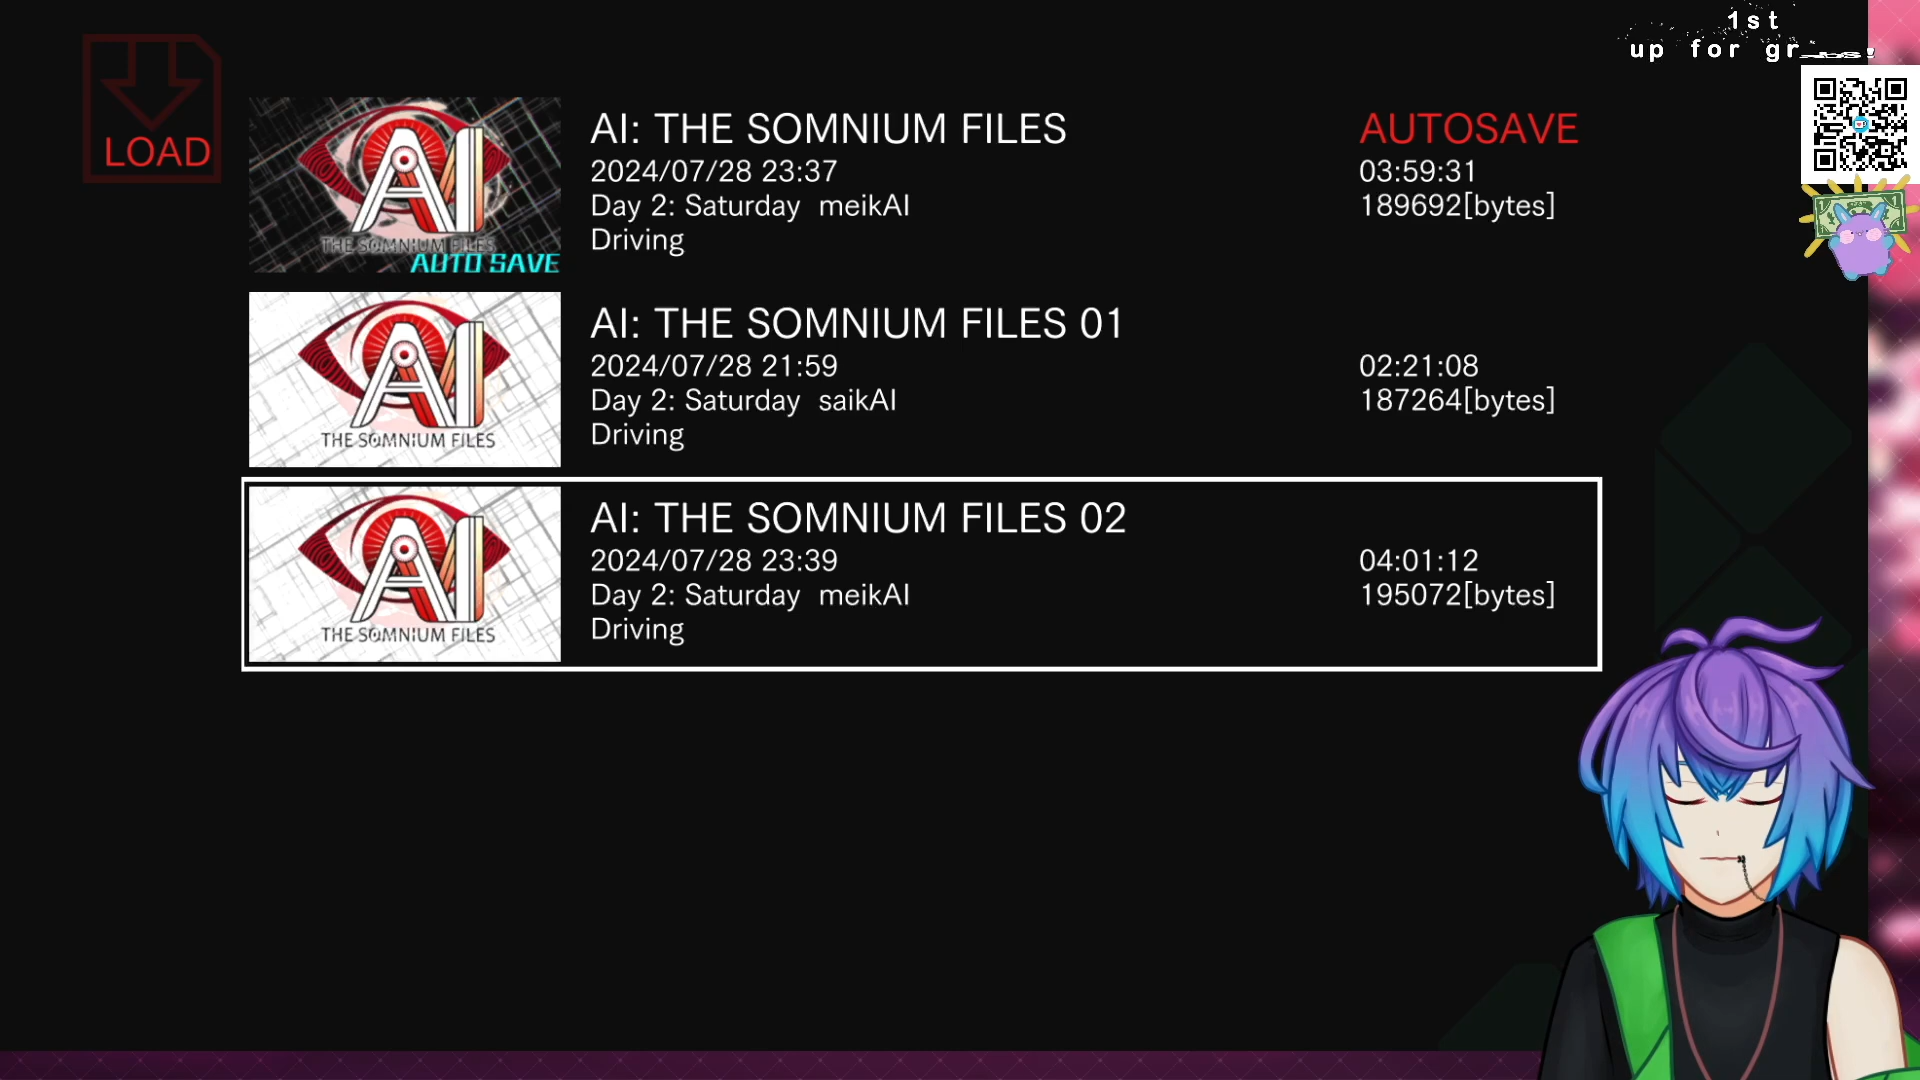 1st
up for
LOAD
AI
THE SOMNIUM FILES
AUTO SAVE
AI: THE SOMNIUM FILES
AUTOSAVE
2024/07/28 23:37
03:59:31
Day 2: Saturday meikAI
189692[bytes]
Driving
AI
THE SOMNIUM FILES
AI: THE SOMNIUM FILES 01
2024/07/28 21:59
02:21:08
Day 2: Saturday saikAI
187264[bytes]
Driving
AI
THE SOMNIUM FILES
AI: THE SOMNIUM FILES 02
2024/07/28 23:39
04:01:12
Day 2: Saturday meikAI
195072[bytes]
Driving